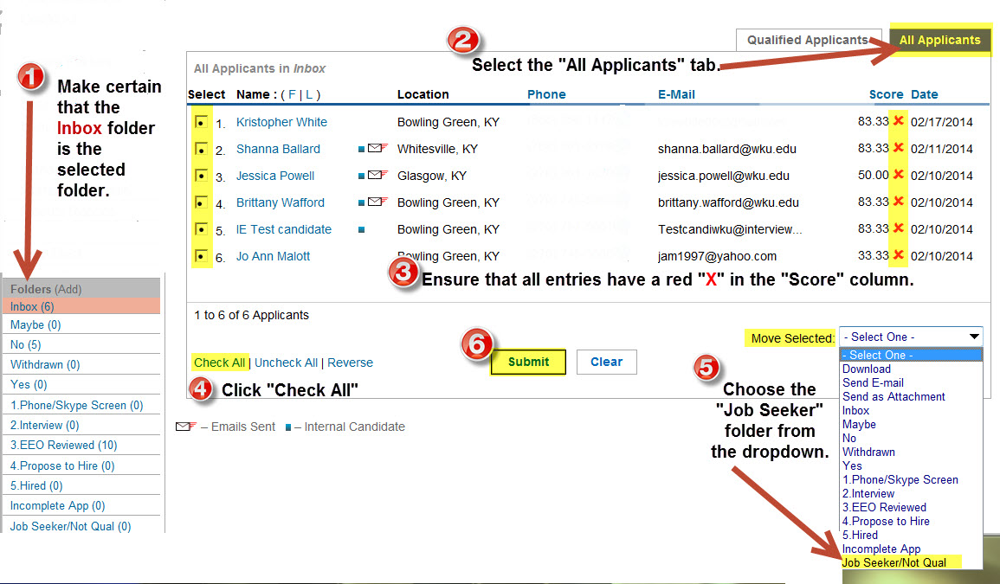 1
Make certain
that the
Inbox folder
is the
selected
folder.
2
Select the "All Applicants" tab.
Qualified Applicants
All Applicants
All Applicants in Inbox
Select Name : ( F | L ) Location Phone E-Mail Score Date
1. Kristopher White Bowling Green, KY 83.33 02/17/2014
2. Shanna Ballard Whitesville, KY shanna.ballard@wku.edu 83.33 02/11/2014
3. Jessica Powell Glasgow, KY jessica.powell@wku.edu 50.00 02/10/2014
4. Brittany Wafford Bowling Green, KY brittany.wafford@wku.edu 83.33 02/10/2014
5. IE Test candidate Bowling Green, KY Testcandiwku@interview... 83.33 02/10/2014
6. Jo Ann Malott Bowling Green, KY jam1997@yahoo.com 33.33 02/10/2014
3
Ensure that all entries have a red "X" in the "Score" column.
Folders (Add)
Inbox (6)
Maybe (0)
No (5)
Withdrawn (0)
Yes (0)
1.Phone/Skype Screen (0)
2.Interview (0)
3.EEO Reviewed (10)
4.Propose to Hire (0)
5.Hired (0)
Incomplete App (0)
Job Seeker/Not Qual (0)
1 to 6 of 6 Applicants
Check All | Uncheck All | Reverse
4
Click "Check All"
6
Submit
Clear
– Emails Sent – Internal Candidate
5
Choose the
"Job Seeker"
folder from
the dropdown.
Move Selected:
- Select One -
- Select One -
Download
Send E-mail
Send as Attachment
Inbox
Maybe
No
Withdrawn
Yes
1.Phone/Skype Screen
2.Interview
3.EEO Reviewed
4.Propose to Hire
5.Hired
Incomplete App
Job Seeker/Not Qual